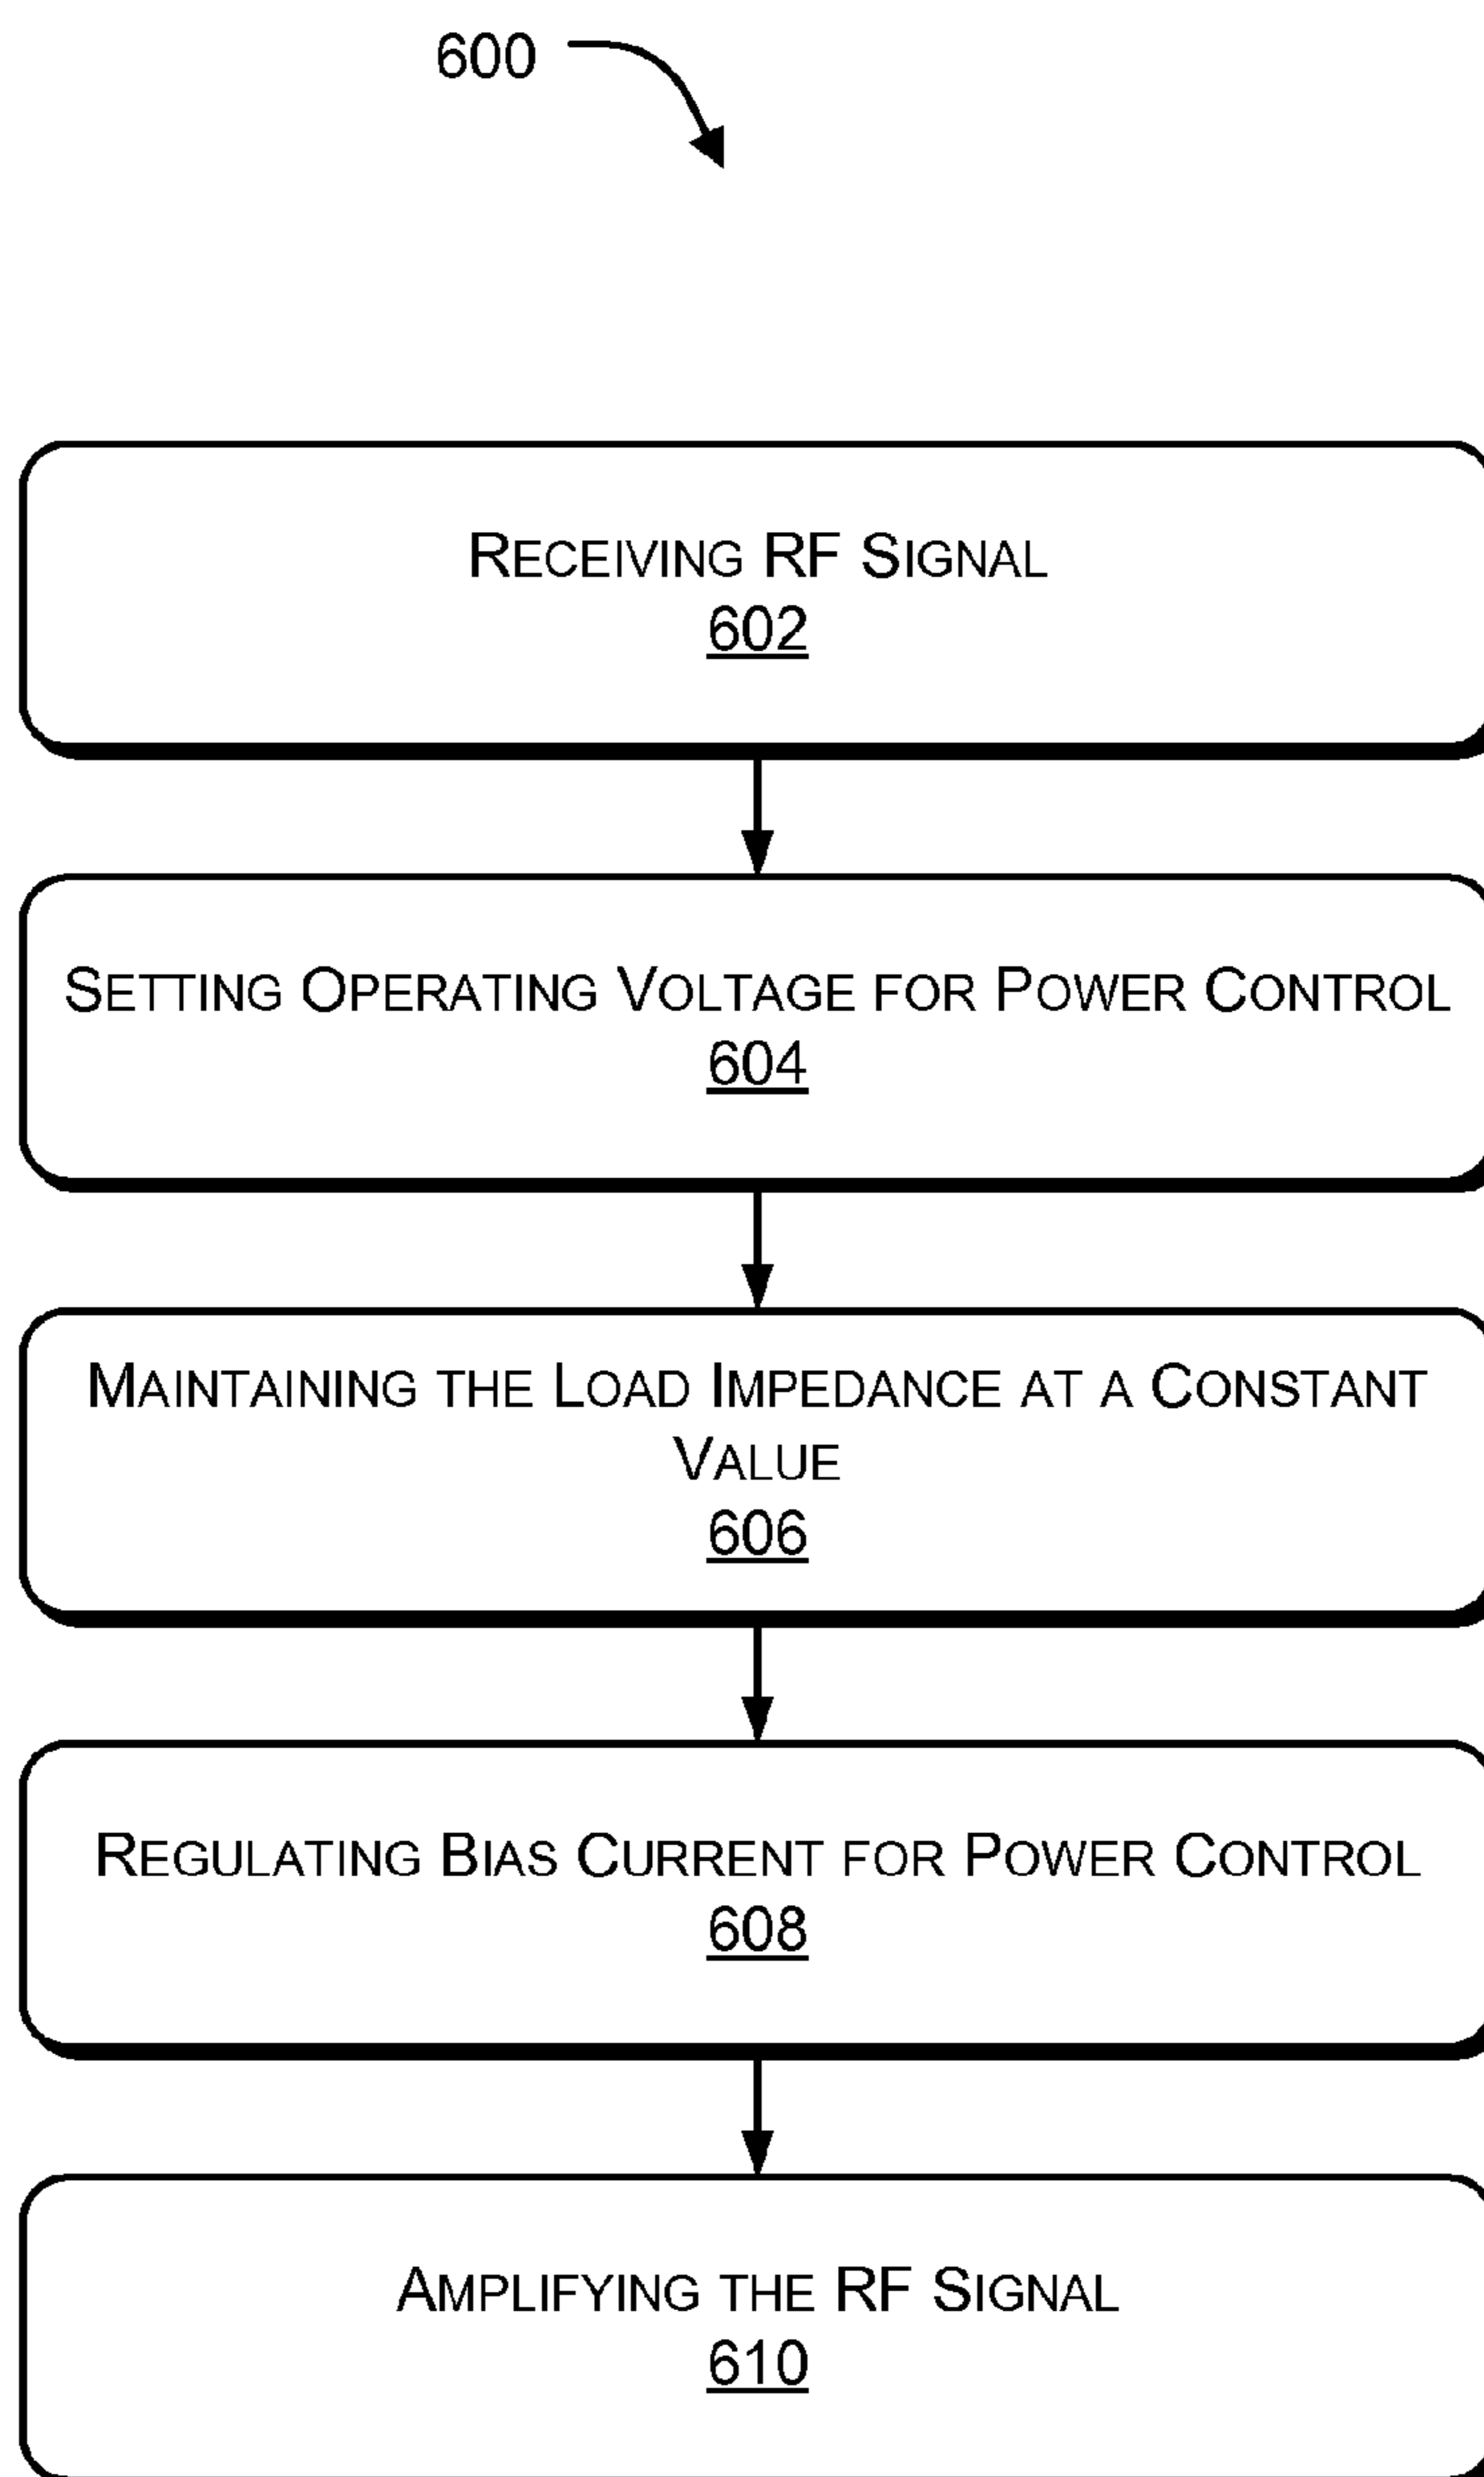 600
RECEIVING RF SIGNAL
602
SETTING OPERATING VOLTAGE FOR POWER CONTROL
604
MAINTAINING THE LOAD IMPEDANCE AT A CONSTANT
VALUE
606
REGULATING BIAS CURRENT FOR POWER CONTROL
608
AMPLIFYING THE RF SIGNAL
610